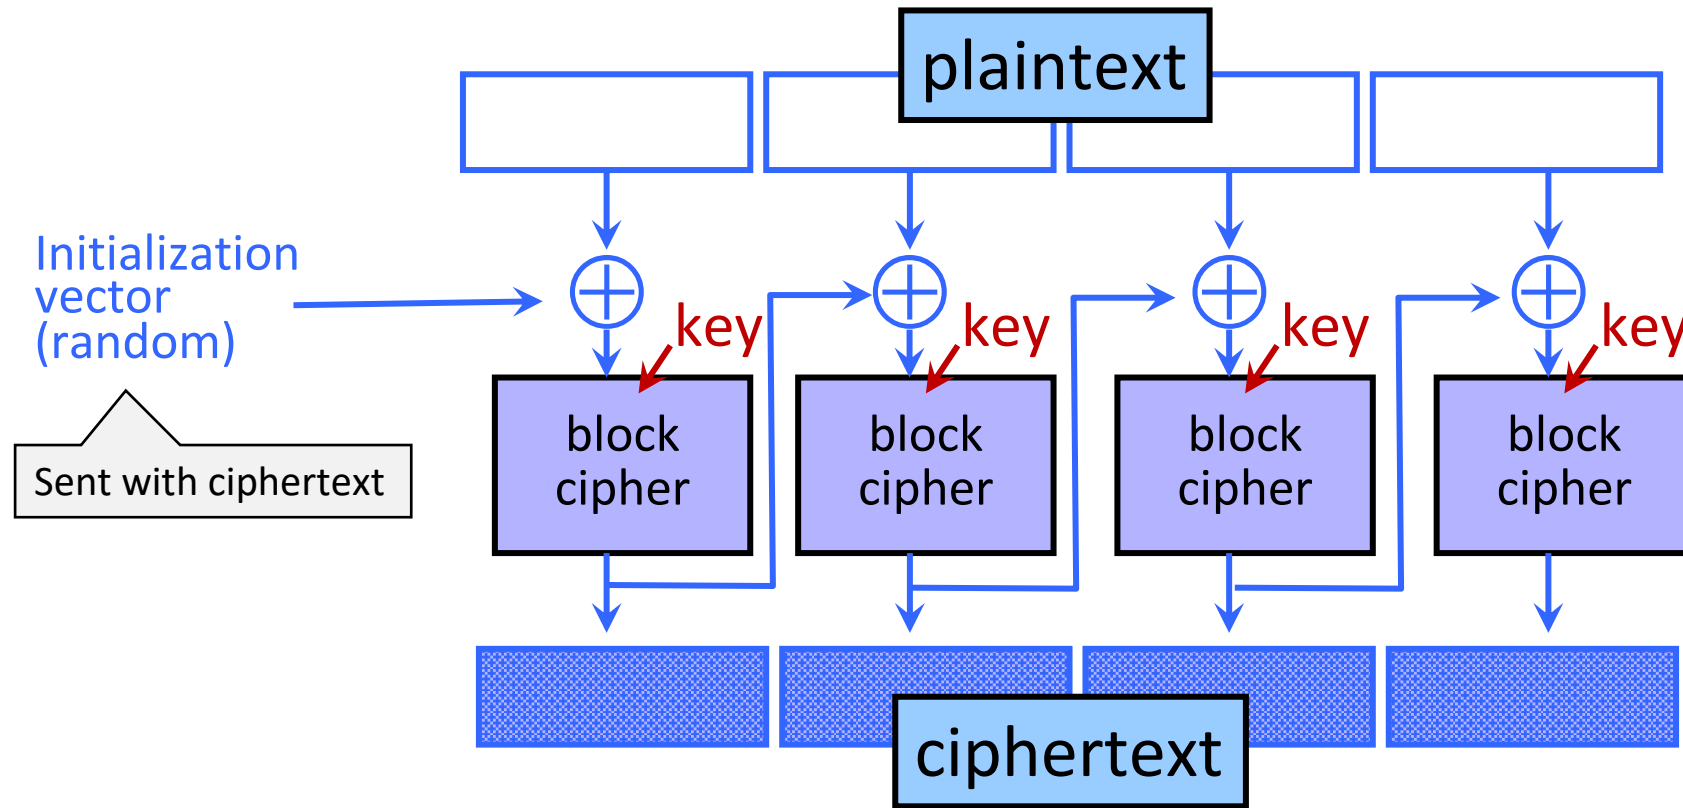 plaintext
Initialization
vector
(random)
key
key
key
key
block
cipher
block
cipher
block
cipher
block
cipher
Sent with ciphertext
ciphertext